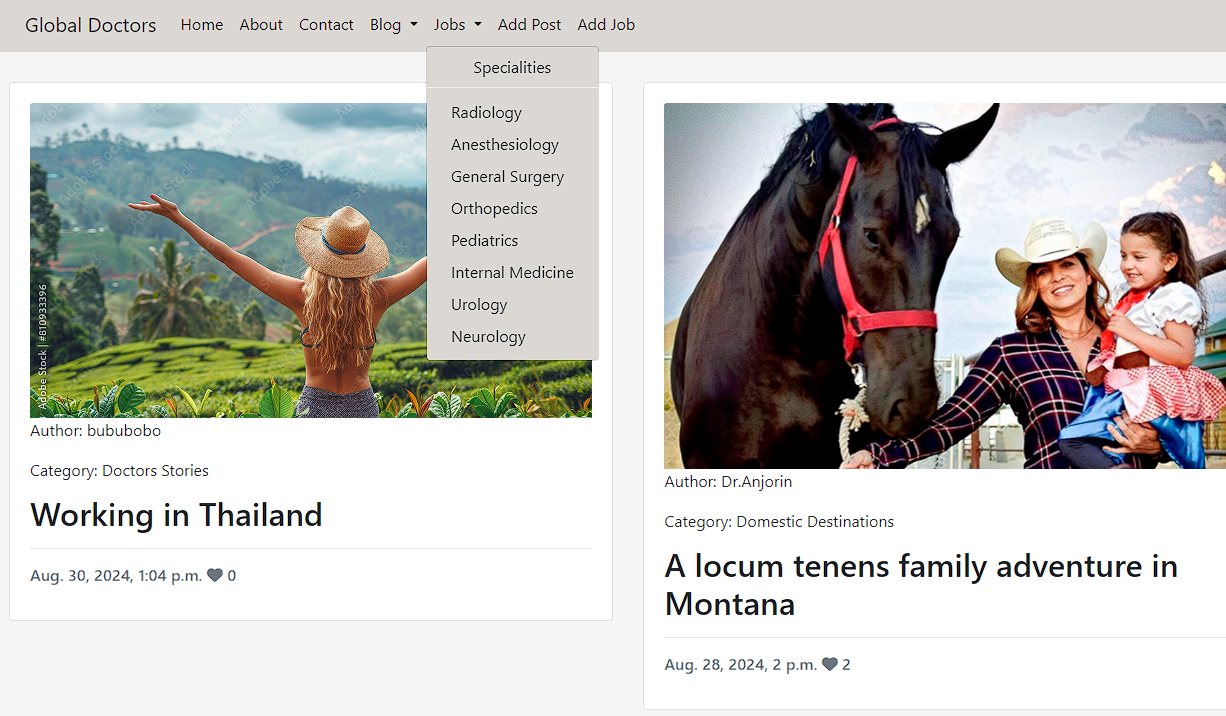 Global Doctors Home About Contact Blog Jobs Add Post Add Job
Specialities
Radiology
Anesthesiology
General Surgery
Orthopedics
Pediatrics
Internal Medicine
Urology
Neurology
Adobe Stock | #810933396
Author: bububobo
Category: Doctors Stories
Working in Thailand
Aug. 30, 2024, 1:04 p.m. 0
Author: Dr.Anjorin
Category: Domestic Destinations
A locum tenens family adventure in
Montana
Aug. 28, 2024, 2 p.m. 2